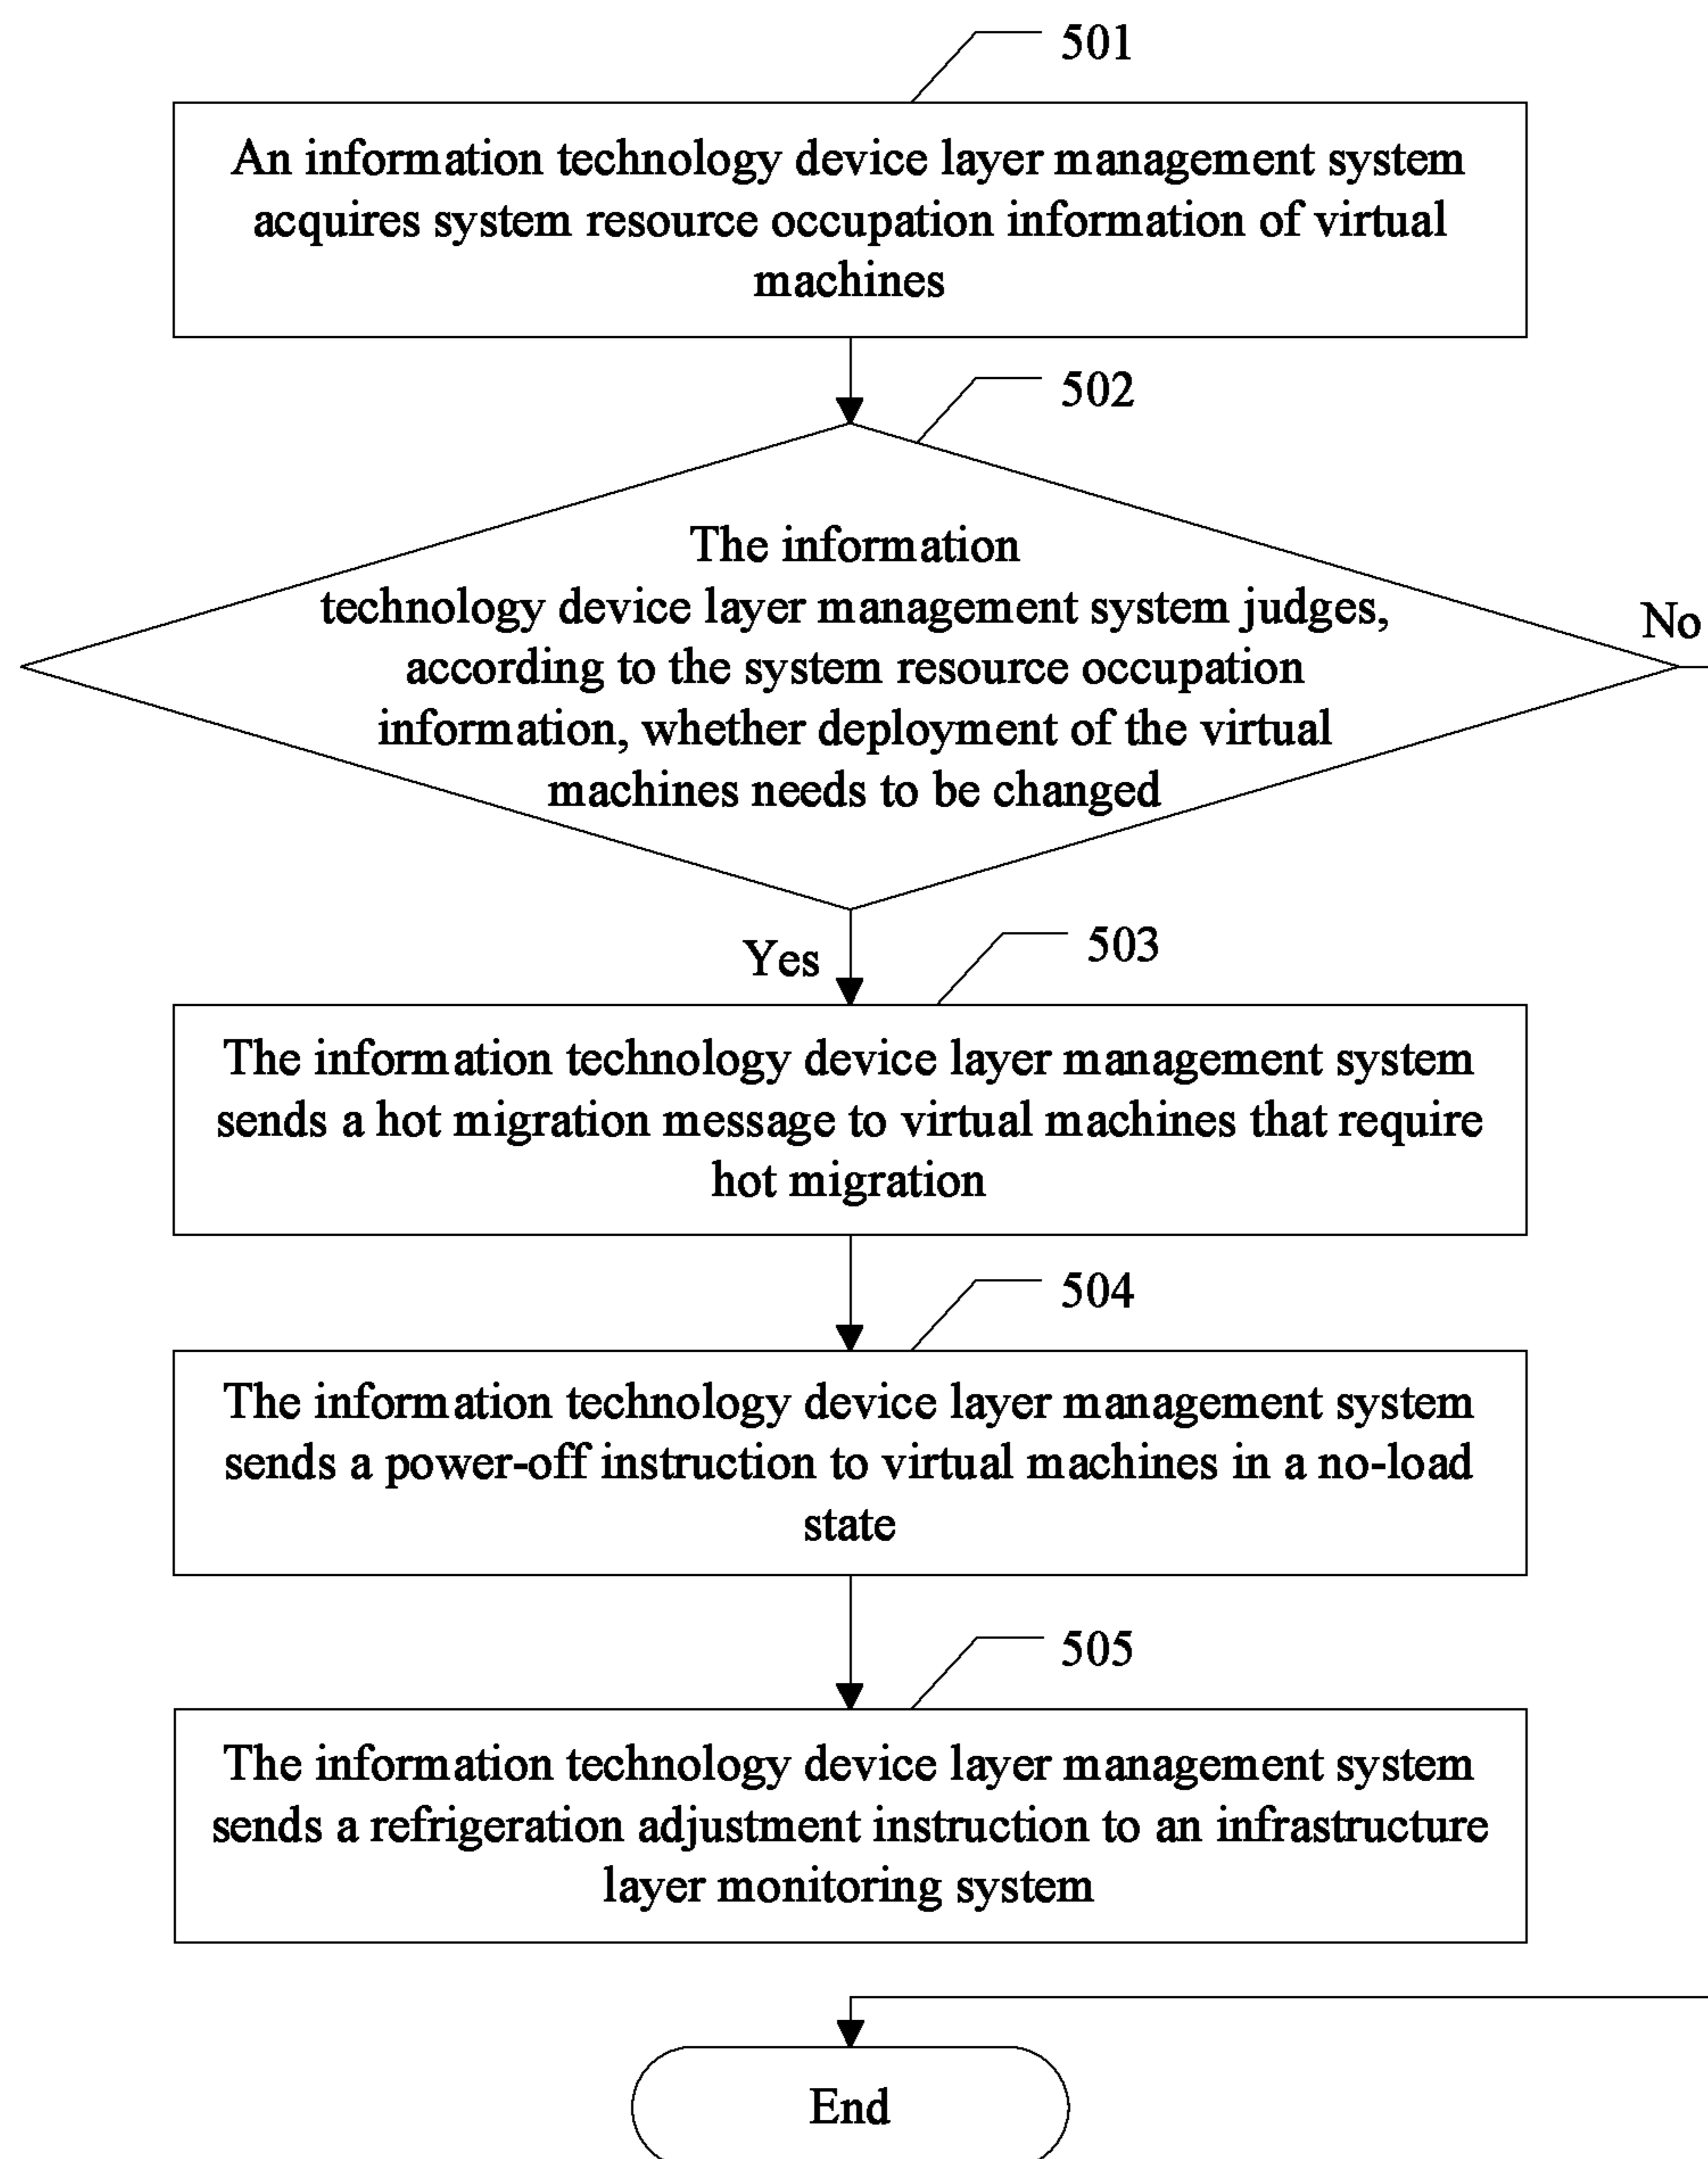 501
An information technology device layer management system
acquires system resource occupation information of virtual
machines
502
The information
technology device layer management system judges,
according to the system resource occupation
information, whether deployment of the virtual
machines needs to be changed
No
Yes
503
The information technology device layer management system
sends a hot migration message to virtual machines that require
hot migration
504
The information technology device layer management system
sends a power-off instruction to virtual machines in a no-load
state
505
The information technology device layer management system
sends a refrigeration adjustment instruction to an infrastructure
layer monitoring system
End